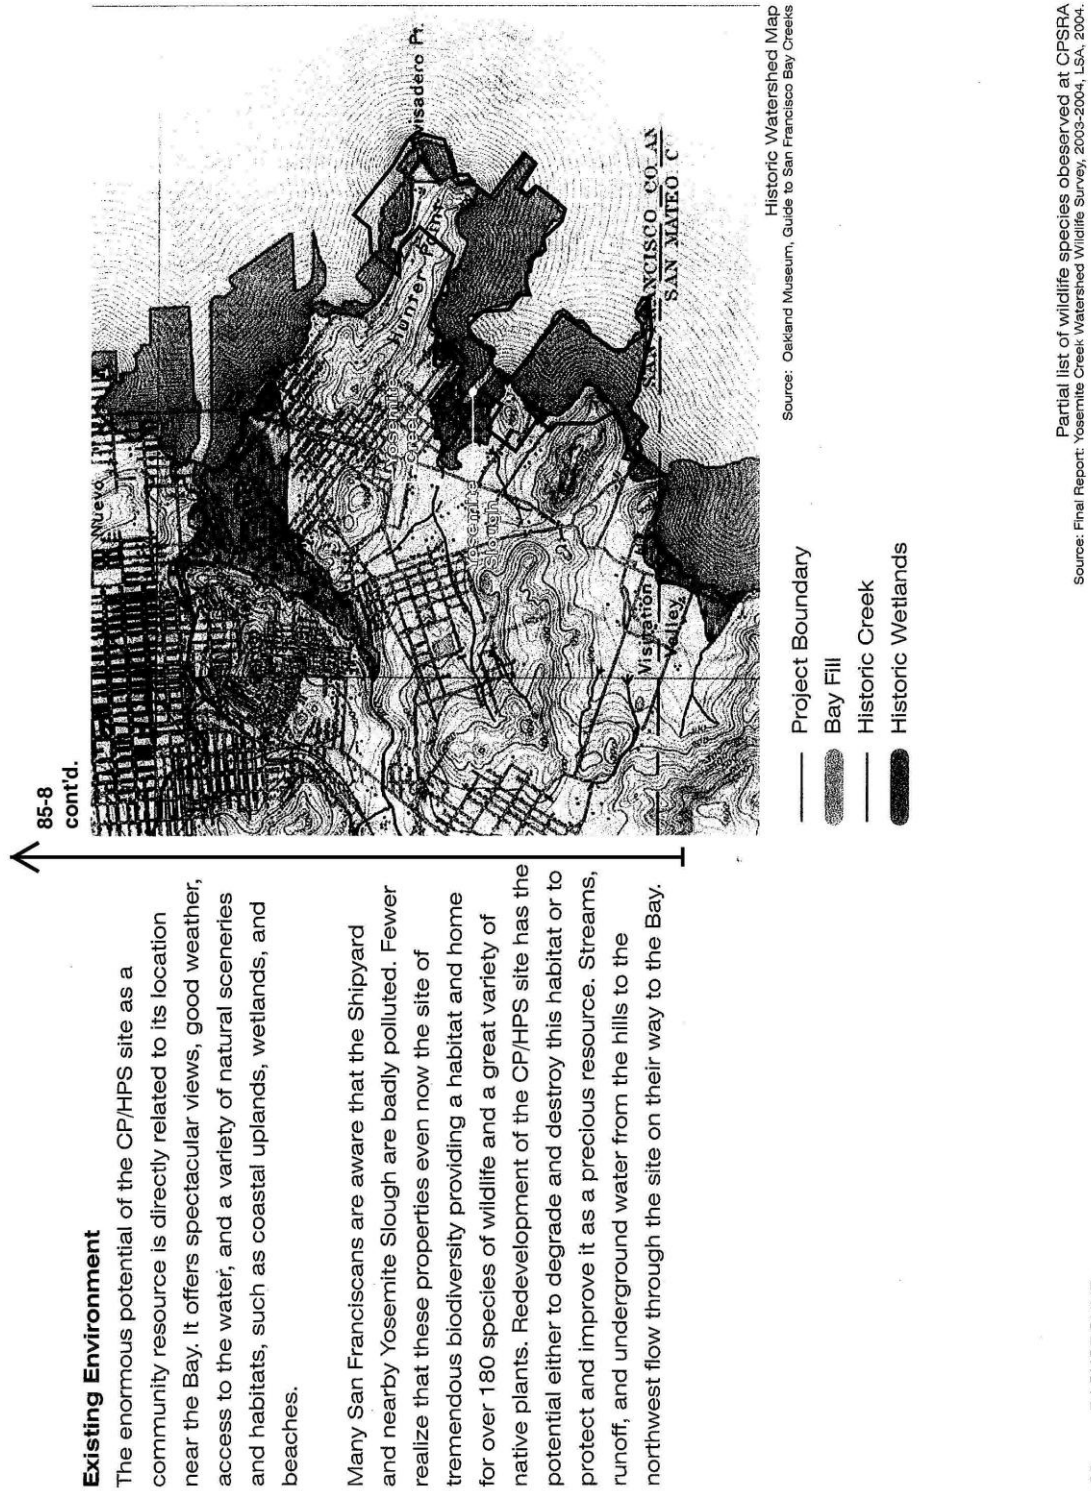 85-8
cont'd.
Existing Environment
The enormous potential of the CP/HPS site as a
community resource is directly related to its location
near the Bay. It offers spectacular views, good weather,
access to the water, and a variety of natural sceneries
and habitats, such as coastal uplands, wetlands, and
beaches.
Many San Franciscans are aware that the Shipyard
and nearby Yosemite Slough are badly polluted. Fewer
realize that these properties even now the site of
tremendous biodiversity providing a habitat and home
for over 180 species of wildlife and a great variety of
native plants. Redevelopment of the CP/HPS site has the
potential either to degrade and destroy this habitat or to
protect and improve it as a precious resource. Streams,
runoff, and underground water from the hills to the
northwest flow through the site on their way to the Bay.
Nuevo
Hunter
Point
visadero Pt.
Yosemite
Creek
Yosemite
Slough
Visitation
Valley
SAN FRANCISCO CO AN
SAN MATEO C
Historic Watershed Map
Source: Oakland Museum, Guide to San Francisco Bay Creeks
Project Boundary
Bay Fill
Historic Creek
Historic Wetlands
Partial list of wildlife species obeserved at CPSRA
Source: Final Report: Yosemite Creek Watershed Wildlife Survey, 2003-2004, LSA, 2004.